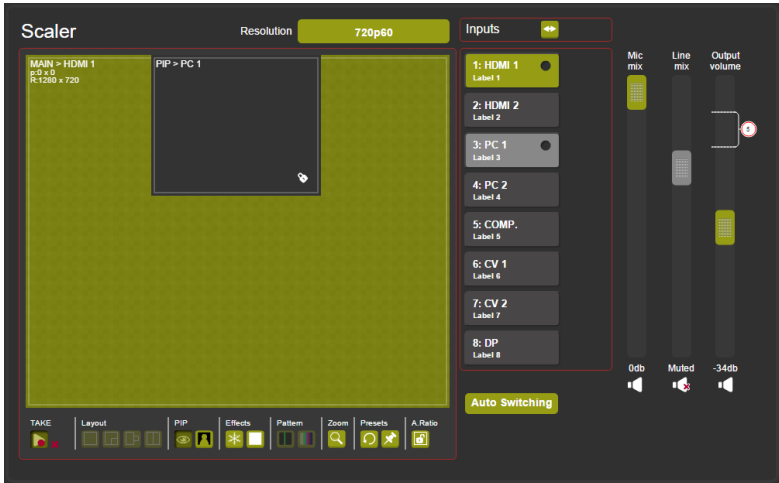 Scaler
Resolution
720p60
Inputs
MAIN > HDMI 1
p:0 x 0
R:1280 x 720
PIP > PC 1
1: HDMI 1
Label 1
2: HDMI 2
Label 2
3: PC 1
Label 3
4: PC 2
Label 4
5: COMP.
Label 5
6: CV 1
Label 6
7: CV 2
Label 7
8: DP
Label 8
Auto Switching
Mic
mix
Line
mix
Output
volume
5
0db
Muted
-34db
TAKE
Layout
PIP
Effects
Pattern
Zoom
Presets
A.Ratio